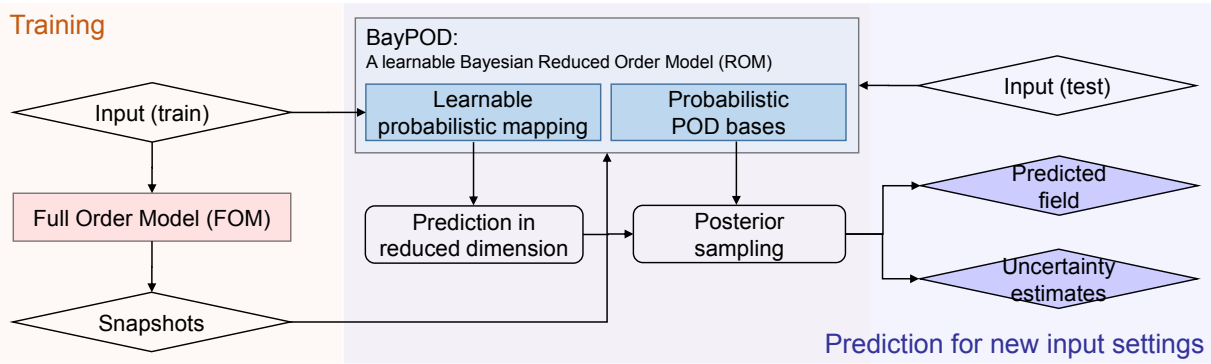 Training
BayPOD:
A learnable Bayesian Reduced Order Model (ROM)
Input (train)
Learnable
probabilistic mapping
Probabilistic
POD bases
Input (test)
Full Order Model (FOM)
Prediction in
reduced dimension
Posterior
sampling
Predicted
field
Uncertainty
estimates
Snapshots
Prediction for new input settings